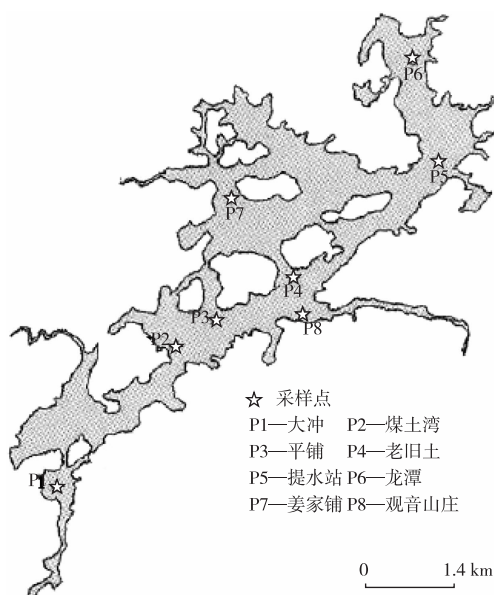 P6
P5
P7
P4
P3
P8
P2
P1
采样点
P1—大冲 P2—煤土湾
P3—平铺 P4—老旧土
P5—提水站 P6—龙潭
P7—姜家铺 P8—观音山庄
0 1.4 km